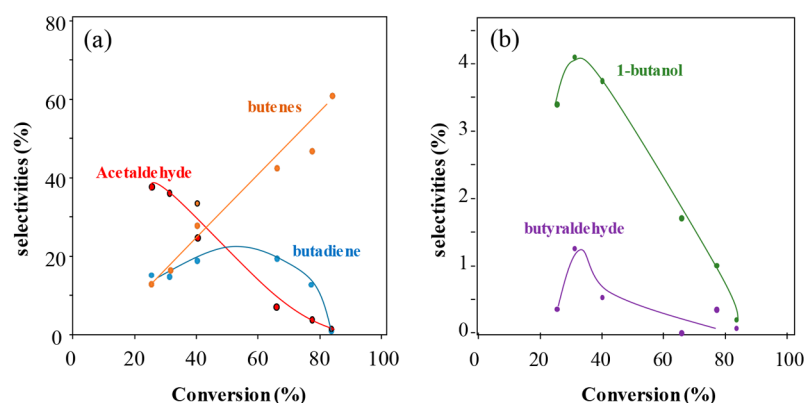 (a)
80
60
40
20
0
selectivities (%)
butenes
Acetaldehyde
butadiene
0 20 40 60 80 100
Conversion (%)
(b)
4
3
2
1
0
selectivities (%)
1-butanol
butyraldehyde
0 20 40 60 80 100
Conversion (%)